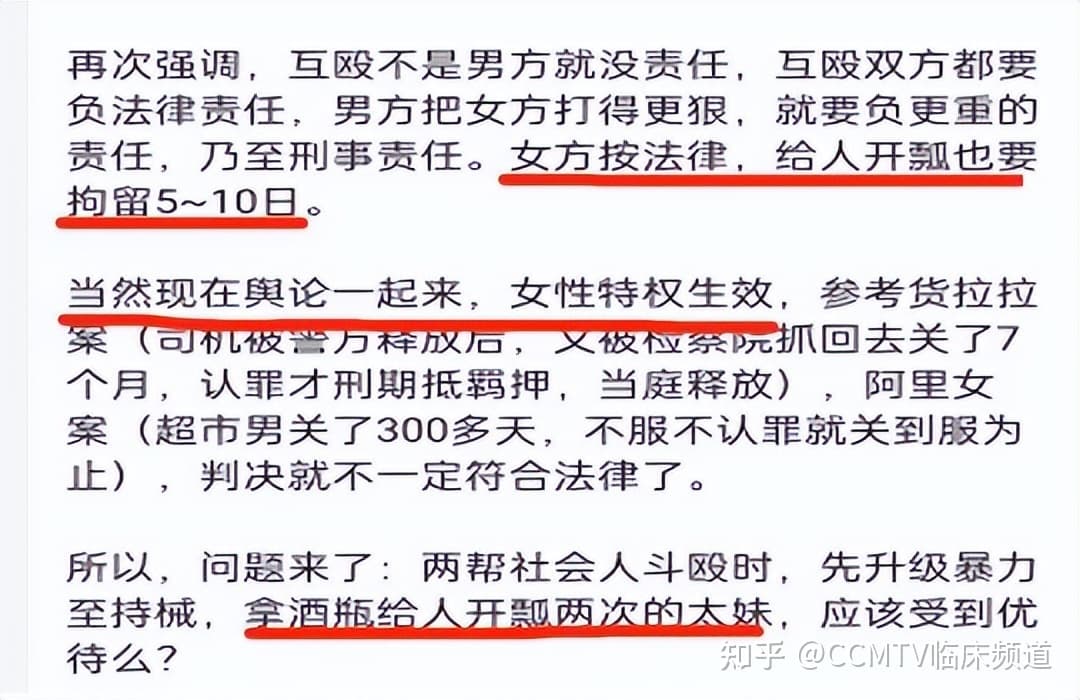 再次强调，互殴不是男方就没责任，互殴双方都要
负法律责任，男方把女方打得更狠，就要负更重的
责任，乃至刑事责任。女方按法律，给人开瓢也要
拘留5~10日。
当然现在舆论一起来，女性特权生效，参考货拉拉
案（司机被警方释放后，又被检察院抓回去关了7
个月，认罪才刑期抵羁押，当庭释放），阿里女
案（超市男关了300多天，不服不认罪就关到服为
止），判决就不一定符合法律了。
所以，问题来了：两帮社会人斗殴时，先升级暴力
至持械，拿酒瓶给人开瓢两次的太妹，应该受到优
待么？
知乎 @CCMTV临床频道